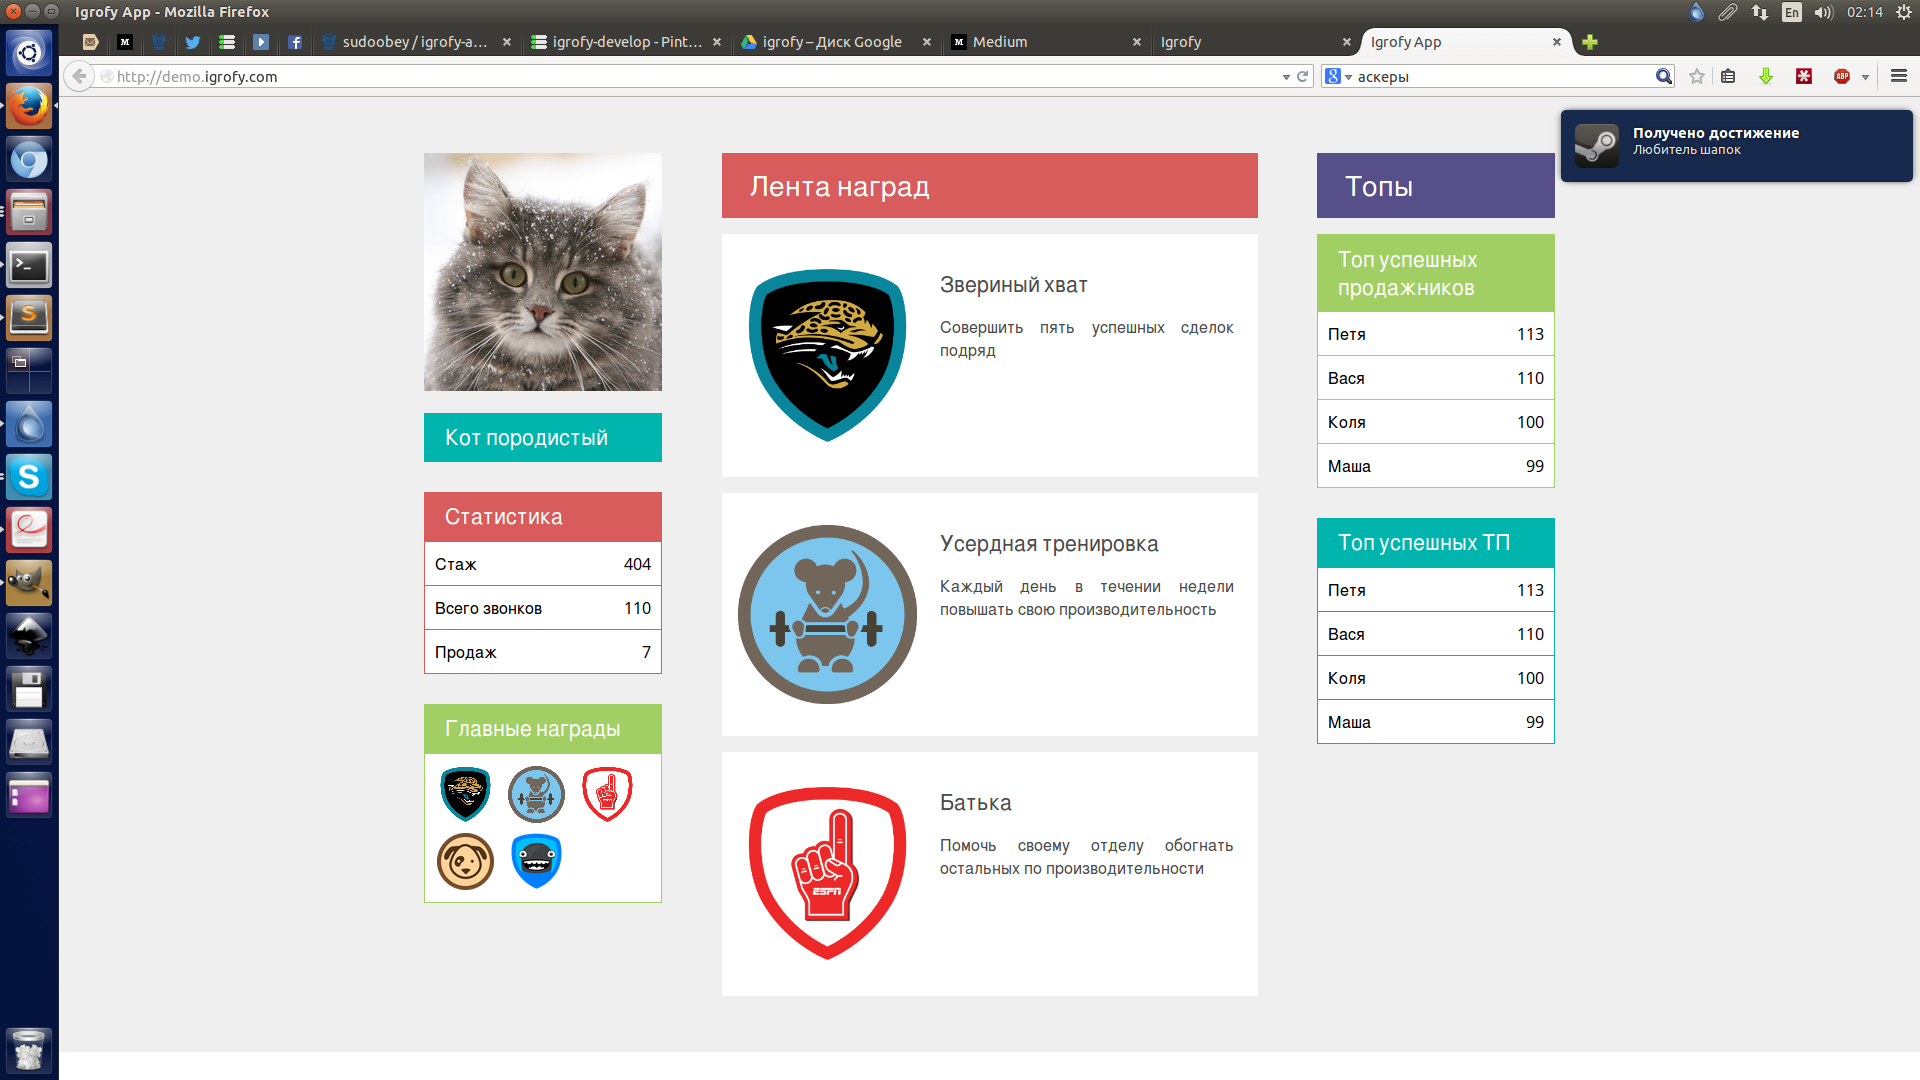 Igrofy App - Mozilla Firefox
En
02:14
sudoobey / igrofy-a...
igrofy-develop - Pint...
igrofy – Диск Google
Medium
Igrofy
Igrofy App
http://demo.igrofy.com
аскеры
ABP
Получено достижение
Любитель шапок
Кот породистый
Статистика
Стаж 404
Всего звонков 110
Продаж 7
Главные награды
Лента наград
Звериный хват
Совершить пять успешных сделок
подряд
Усердная тренировка
Каждый день в течении недели
повышать свою производительность
Батька
Помочь своему отделу обогнать
остальных по производительности
ESPN
Топы
Топ успешных
продажников
Петя 113
Вася 110
Коля 100
Маша 99
Топ успешных ТП
Петя 113
Вася 110
Коля 100
Маша 99